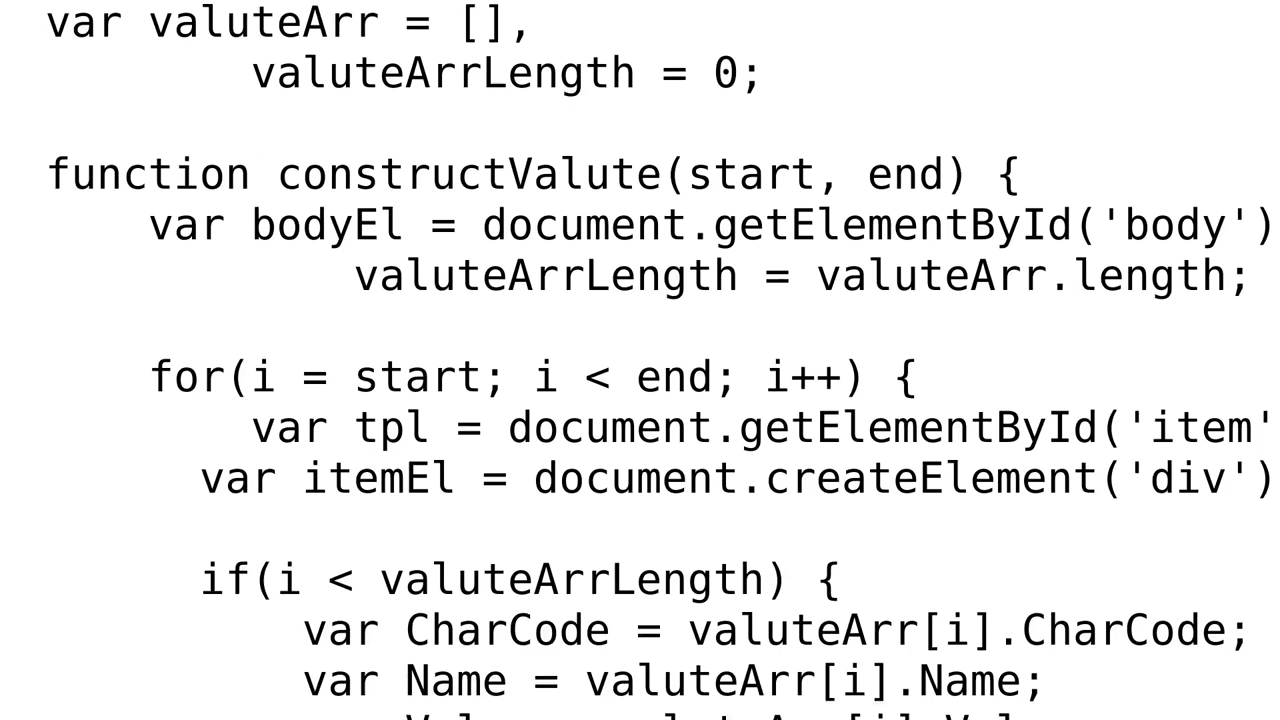 var valuteArr = [],
        valuteArrLength = 0;

function constructValute(start, end) {
    var bodyEl = document.getElementById('body')
            valuteArrLength = valuteArr.length;

    for(i = start; i < end; i++) {
        var tpl = document.getElementById('item'
      var itemEl = document.createElement('div')

      if(i < valuteArrLength) {
          var CharCode = valuteArr[i].CharCode;
          var Name = valuteArr[i].Name;